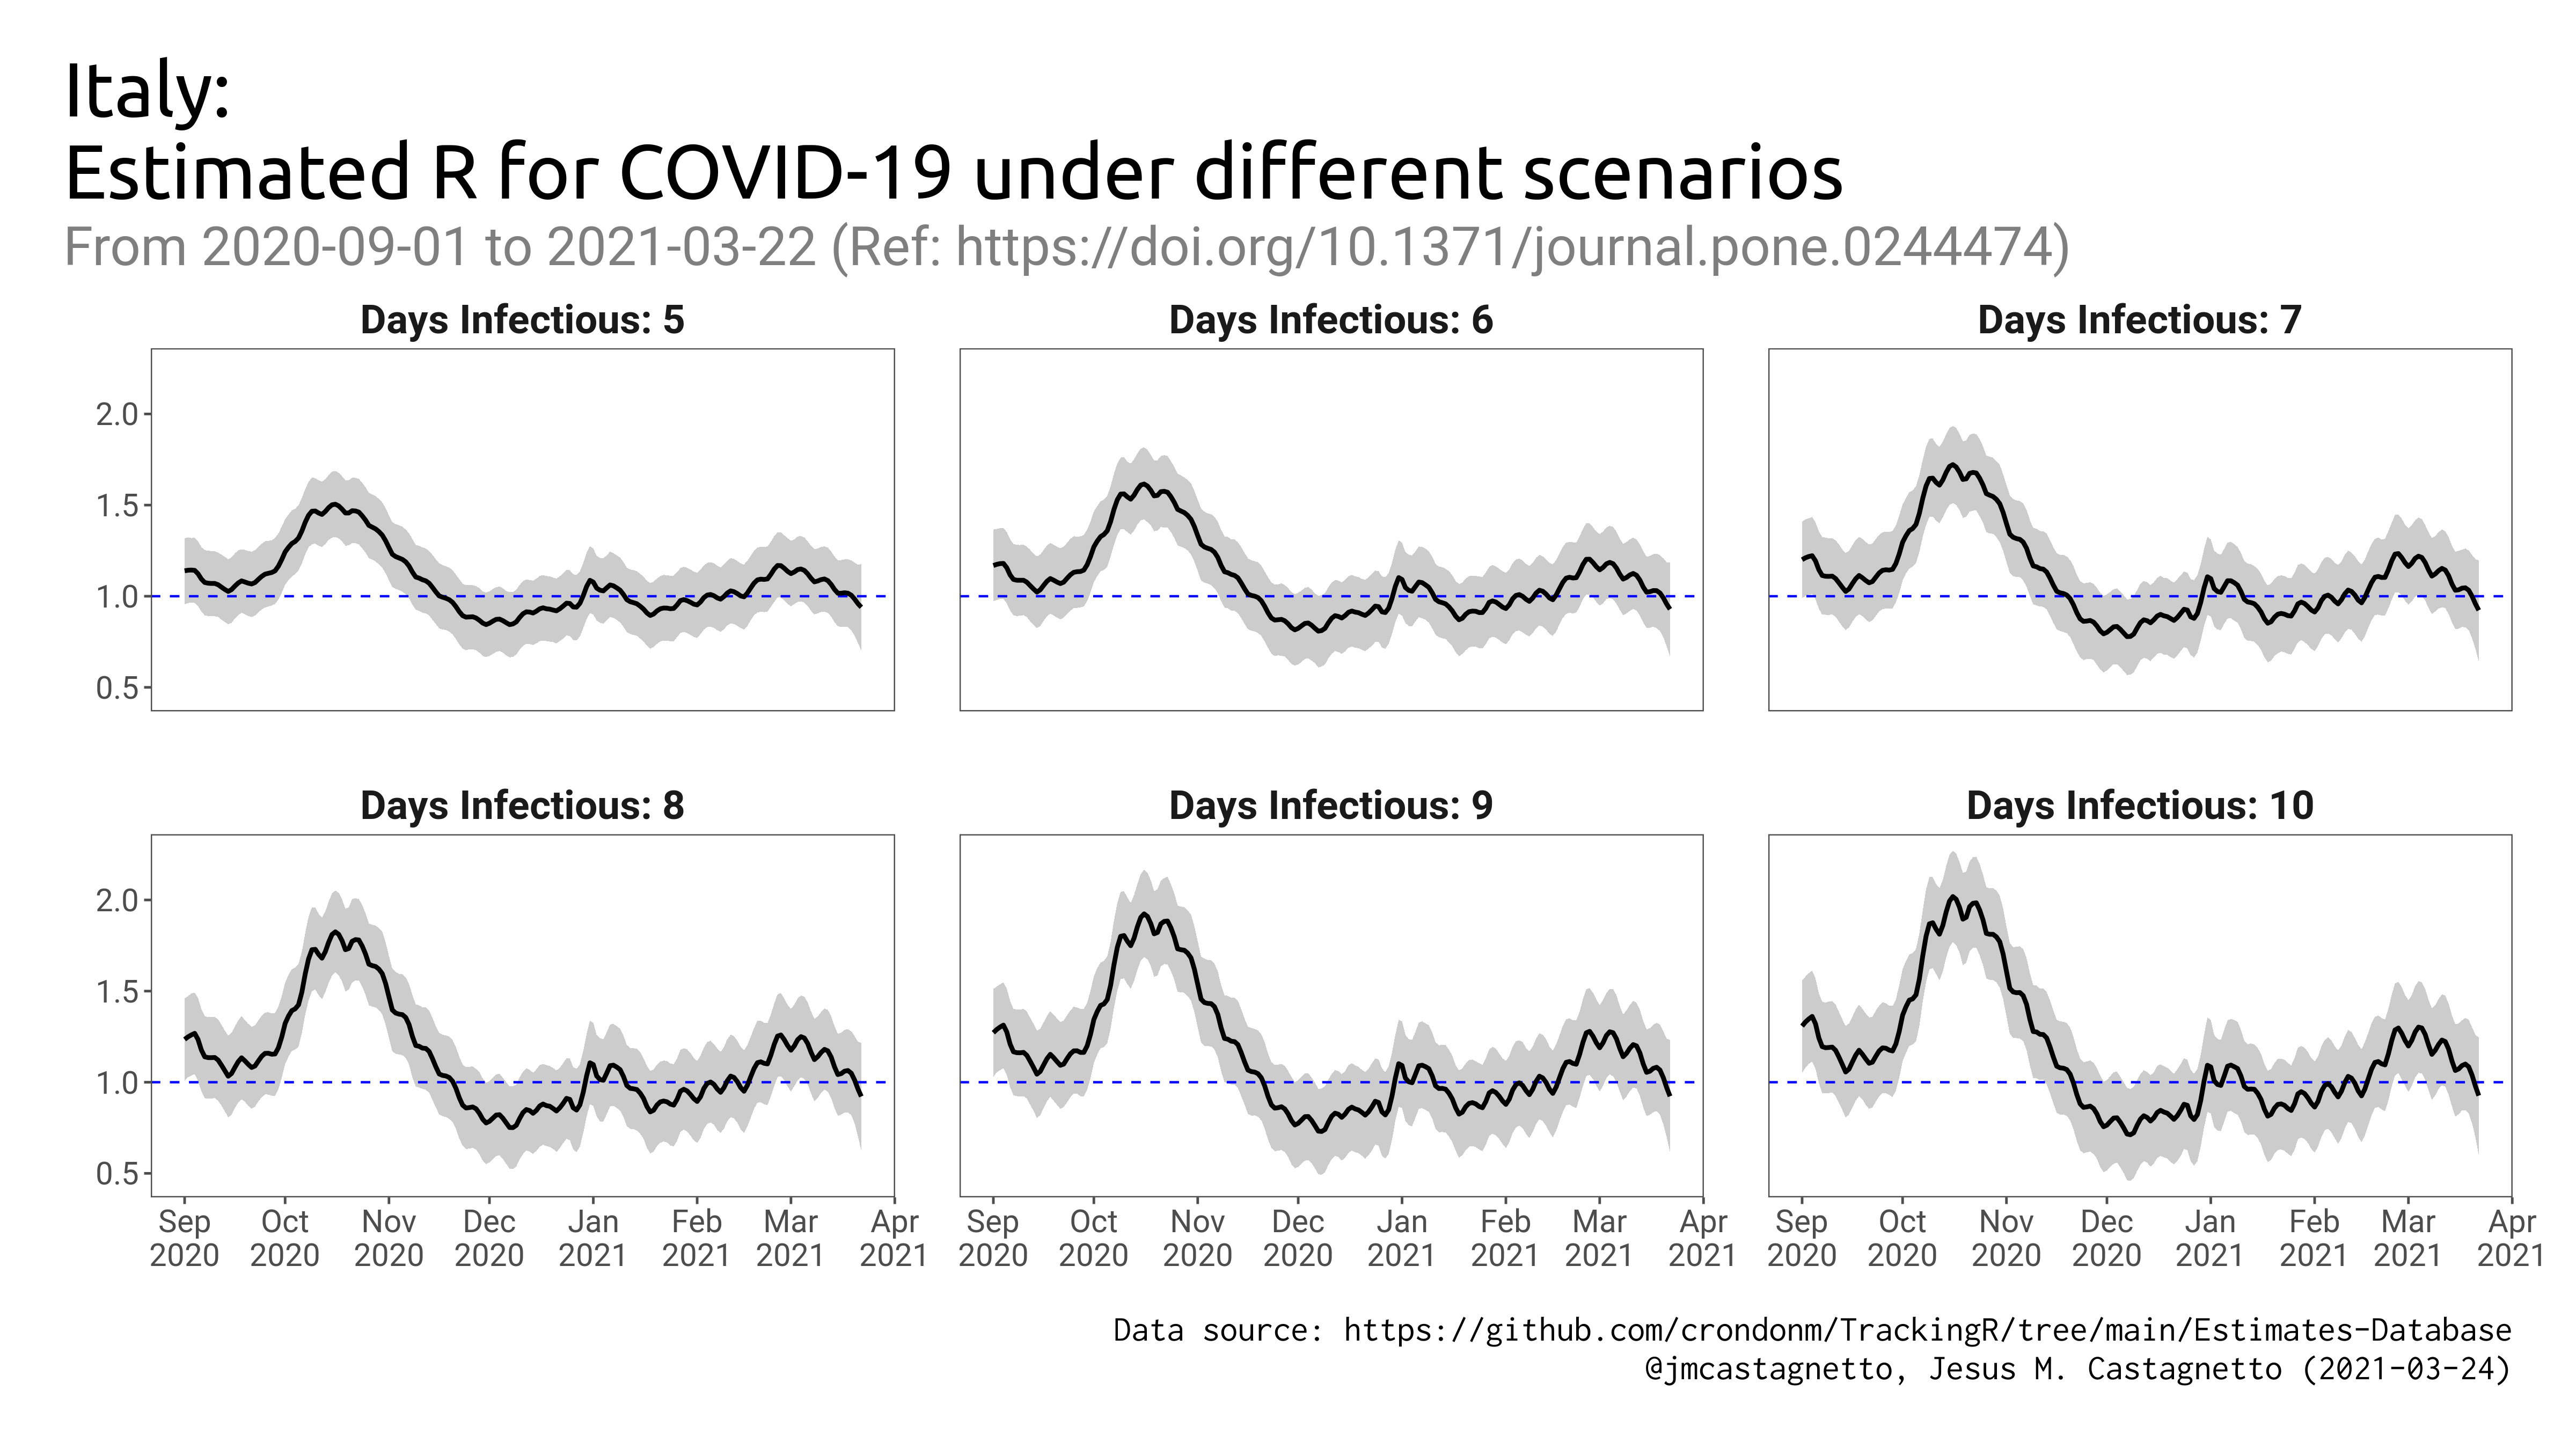 Italy:
Estimated R for COVID-19 under different scenarios
From 2020-09-01 to 2021-03-22 (Ref: https://doi.org/10.1371/journal.pone.0244474)
Days Infectious: 5
Days Infectious: 6
Days Infectious: 7
2.0
1.5
1.0
0.5
Days Infectious: 8
Days Infectious: 9
Days Infectious: 10
2.0
1.5
1.0
0.5
Sep Oct Nov Dec Jan Feb Mar Apr
2020 2020 2020 2020 2021 2021 2021 2021
Sep Oct Nov Dec Jan Feb Mar Apr
2020 2020 2020 2020 2021 2021 2021 2021
Sep Oct Nov Dec Jan Feb Mar Apr
2020 2020 2020 2020 2021 2021 2021 2021
Data source: https://github.com/crondonm/TrackingR/tree/main/Estimates-Database
@jmcastagnetto, Jesus M. Castagnetto (2021-03-24)